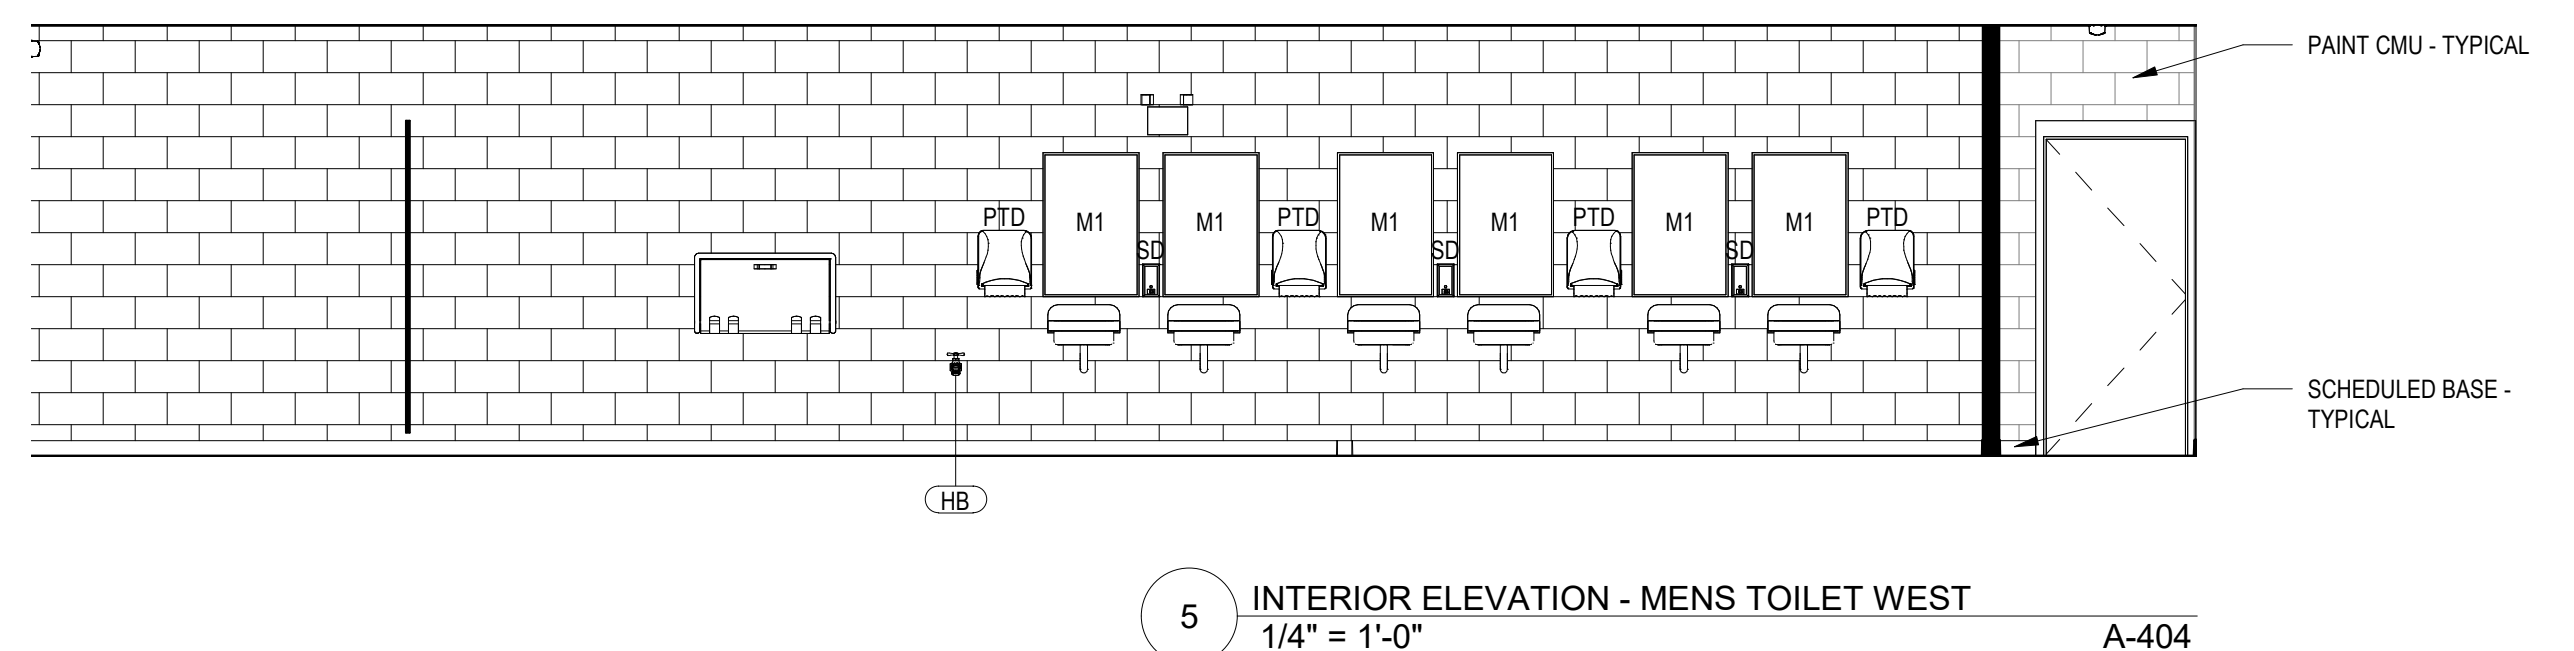 PAINT CMU - TYPICAL
PTD M1 SD M1 PTD M1 SD M1 PTD M1 SD M1 PTD
SCHEDULED BASE -
TYPICAL
HB
5
INTERIOR ELEVATION - MENS TOILET WEST
1/4" = 1'-0"
A-404